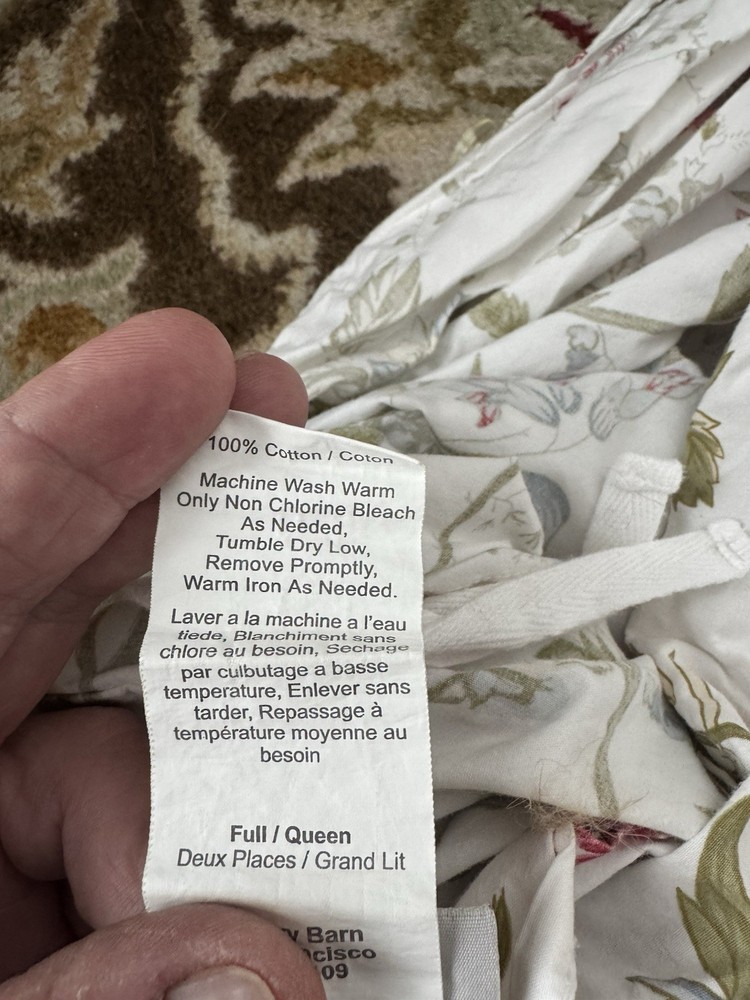 100% Cotton / Coton
Machine Wash Warm
Only Non Chlorine Bleach
As Needed,
Tumble Dry Low,
Remove Promptly,
Warm Iron As Needed.
Laver a la machine a l'eau
tiede, Blanchiment sans
chlore au besoin, Sechage
par culbutage a basse
temperature, Enlever sans
tarder, Repassage à
température moyenne au
besoin
Full / Queen
Deux Places / Grand Lit
Barn